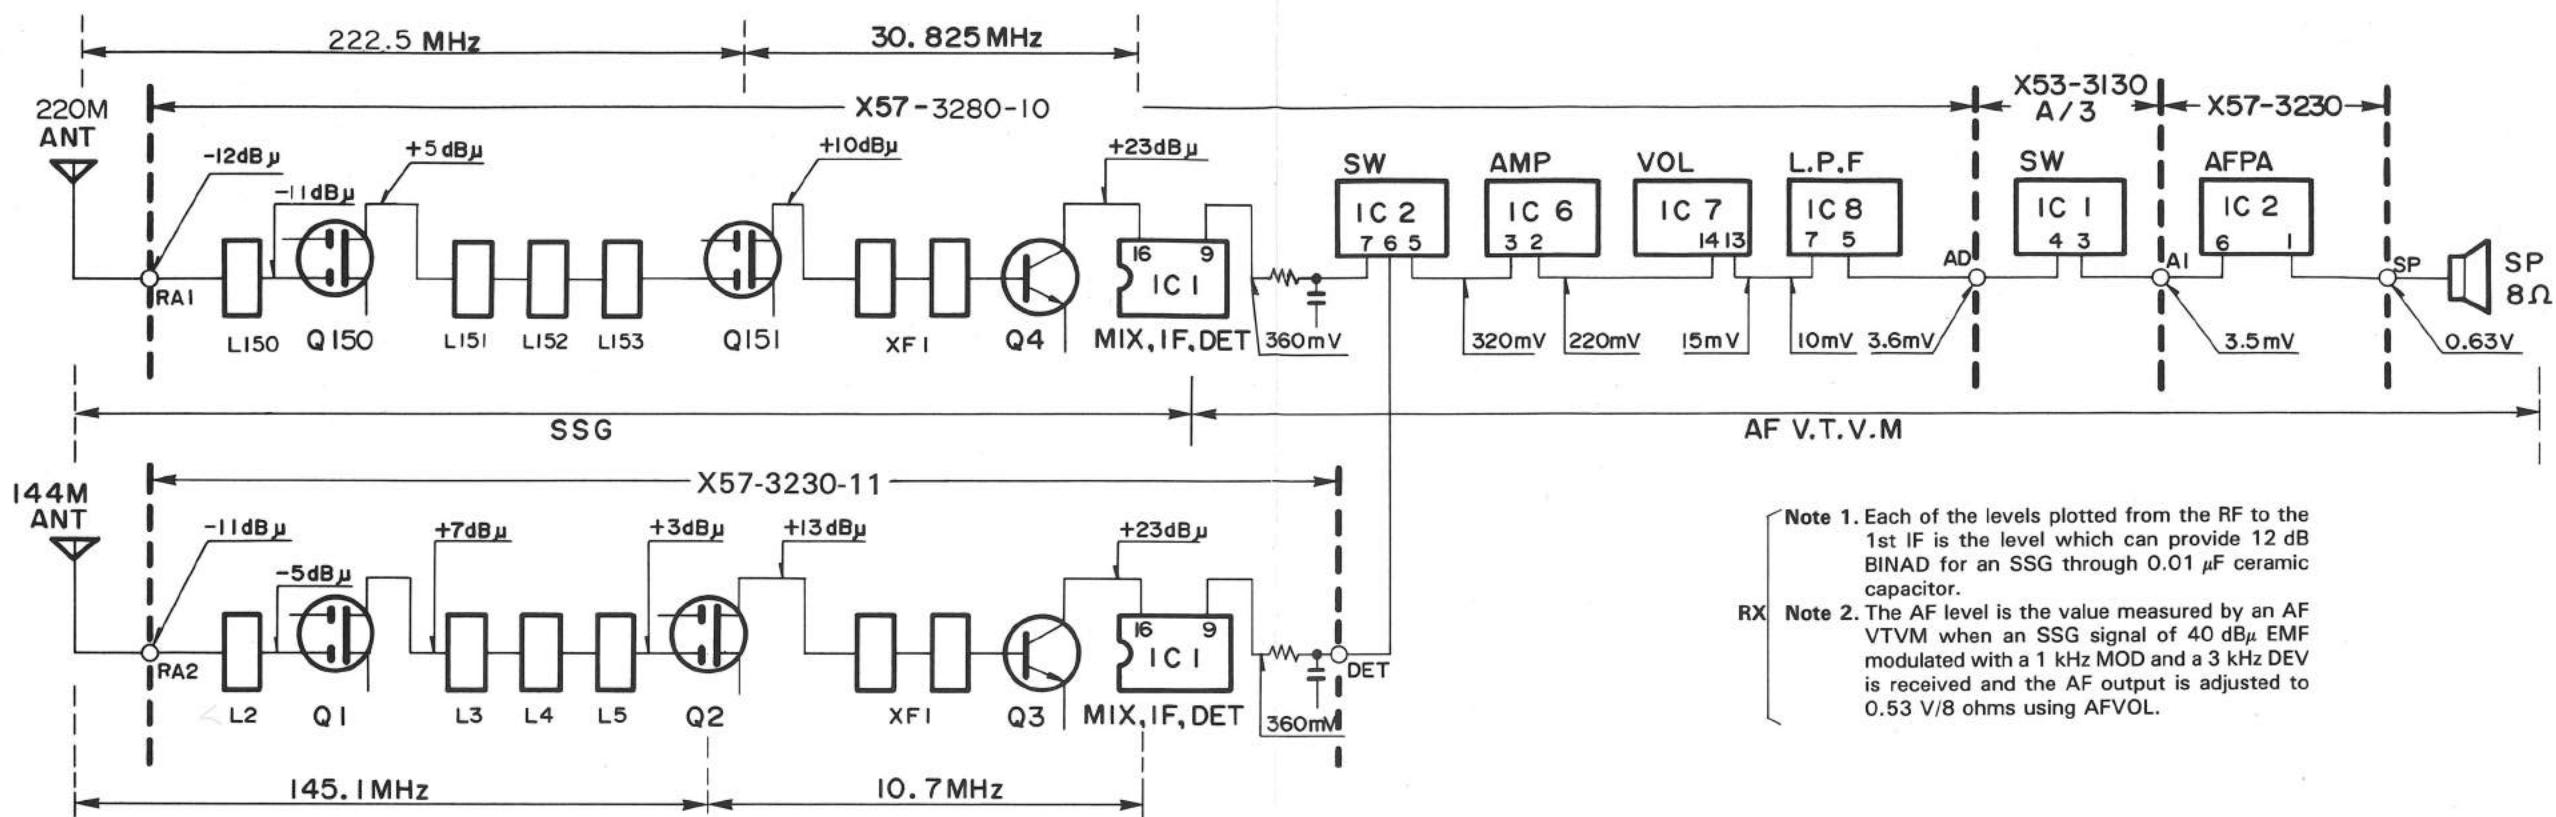 222.5 MHz
30.825MHz
220M
ANT
X57-3280-10
X53-3130
A/3
X57-3230
-12dBμ
-11dBμ
+5dBμ
+10dBμ
+23dBμ
SW
AMP
VOL
L.P.F
SW
AFPA
IC 2
IC 6
IC 7
IC 8
IC 1
IC 2
7 6 5
3 2
14 13
7 5
4 3
6 1
16 9
IC 1
RA1
AD
A1
SP
SP
8Ω
L150
Q150
L151
L152
L153
Q151
XF1
Q4
MIX, IF, DET
360mV
320mV
220mV
15mV
10mV
3.6mV
3.5mV
0.63V
SSG
AF V.T.V.M
144M
ANT
X57-3230-11
-11dBμ
-5dBμ
+7dBμ
+3dBμ
+13dBμ
+23dBμ
16 9
IC 1
RA2
DET
L2
Q1
L3
L4
L5
Q2
XF1
Q3
MIX, IF, DET
360mV
145.1MHz
10.7MHz
RX
Note 1. Each of the levels plotted from the RF to the
1st IF is the level which can provide 12 dB
BINAD for an SSG through 0.01 μF ceramic
capacitor.
Note 2. The AF level is the value measured by an AF
VTVM when an SSG signal of 40 dBμ EMF
modulated with a 1 kHz MOD and a 3 kHz DEV
is received and the AF output is adjusted to
0.53 V/8 ohms using AFVOL.